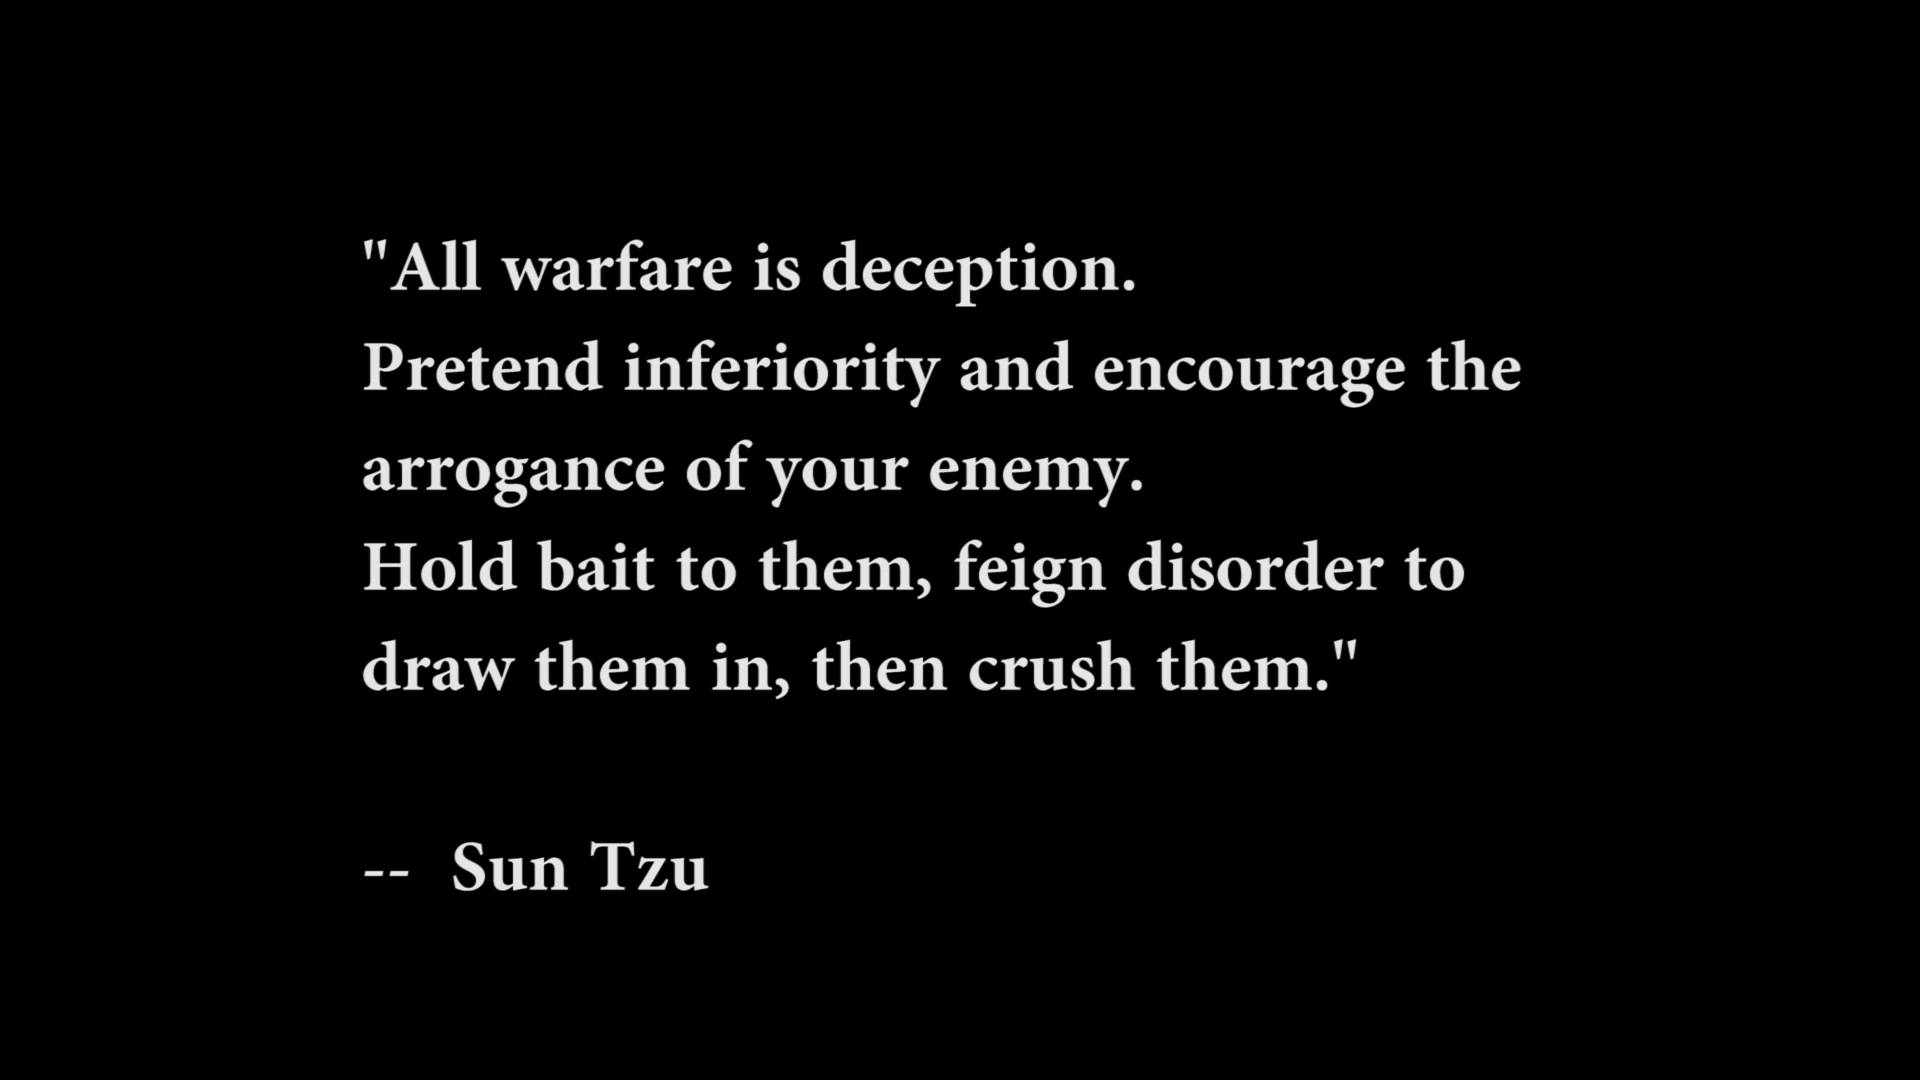 "All warfare is deception.
Pretend inferiority and encourage the
arrogance of your enemy.
Hold bait to them, feign disorder to
draw them in, then crush them."
-- Sun Tzu